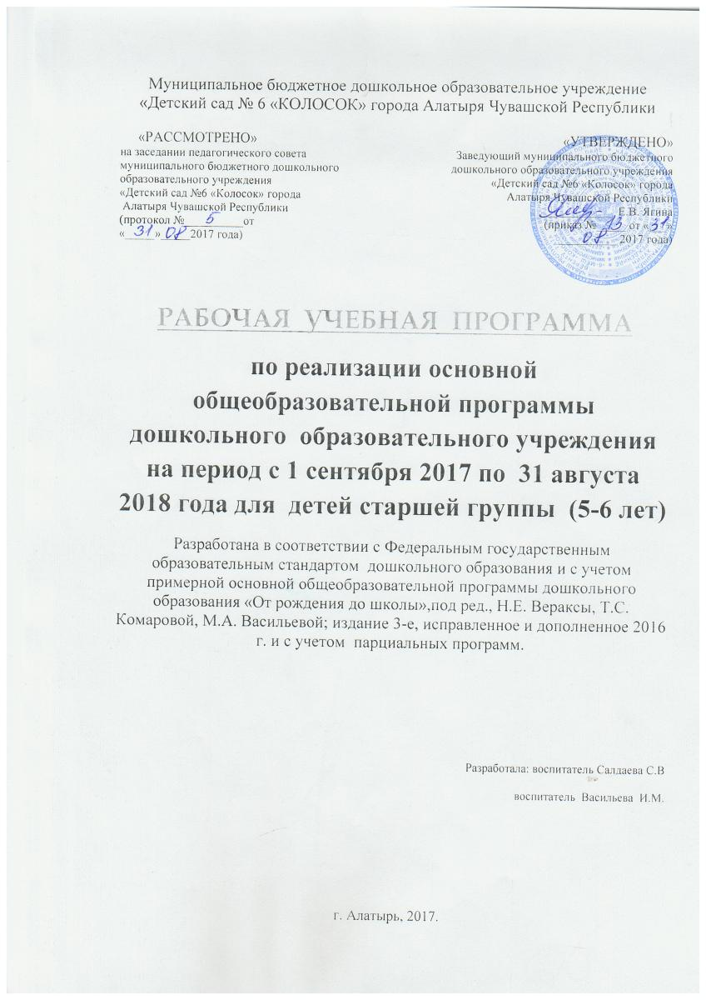 Муниципальное бюджетное дошкольное образовательное учреждение
«Детский сад № 6 «КОЛОСОК» города Алатыря Чувашской Республики
«РАССМОТРЕНО»
на заседании педагогического совета
муниципального бюджетного дошкольного
образовательного учреждения
«Детский сад №6 «Колосок» города
Алатыря Чувашской Республики
(протокол № 5 от
« 31 » 08 2017 года)
«УТВЕРЖДЕНО»
Заведующий муниципального бюджетного
дошкольного образовательного учреждения
«Детский сад №6 «Колосок» города
Алатыря Чувашской Республики
Е.В. Ягина
(приказ № 13 от « 31 »
08 2017 года)
РАБОЧАЯ УЧЕБНАЯ ПРОГРАММА
по реализации основной
общеобразовательной программы
дошкольного образовательного учреждения
на период с 1 сентября 2017 по 31 августа
2018 года для детей старшей группы (5-6 лет)
Разработана в соответствии с Федеральным государственным
образовательным стандартом дошкольного образования и с учетом
примерной основной общеобразовательной программы дошкольного
образования «От рождения до школы»,под ред., Н.Е. Вераксы, Т.С.
Комаровой, М.А. Васильевой; издание 3-е, исправленное и дополненное 2016
г. и с учетом парциальных программ.
Разработала: воспитатель Салдаева С.В
воспитатель Васильева И.М.
г. Алатырь, 2017.